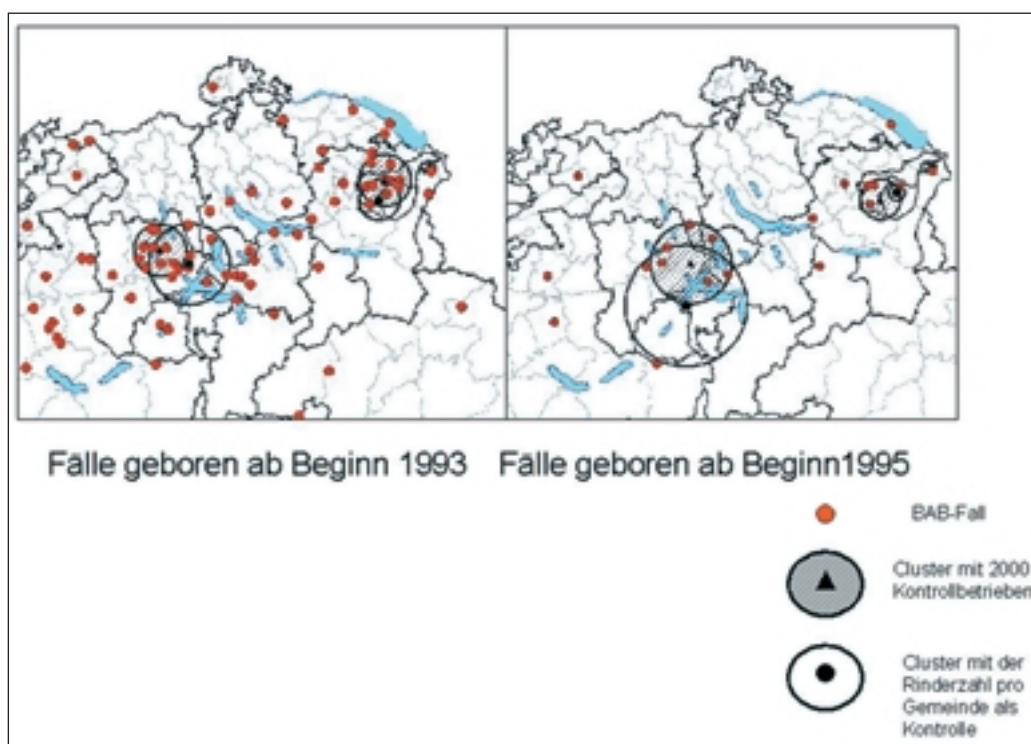 Fälle geboren ab Beginn 1993
Fälle geboren ab Beginn1995
BAB-Fall
Cluster mit 2000
Kontrollbetrieben
Cluster mit der
Rinderzahl pro
Gemeinde als
Kontrolle